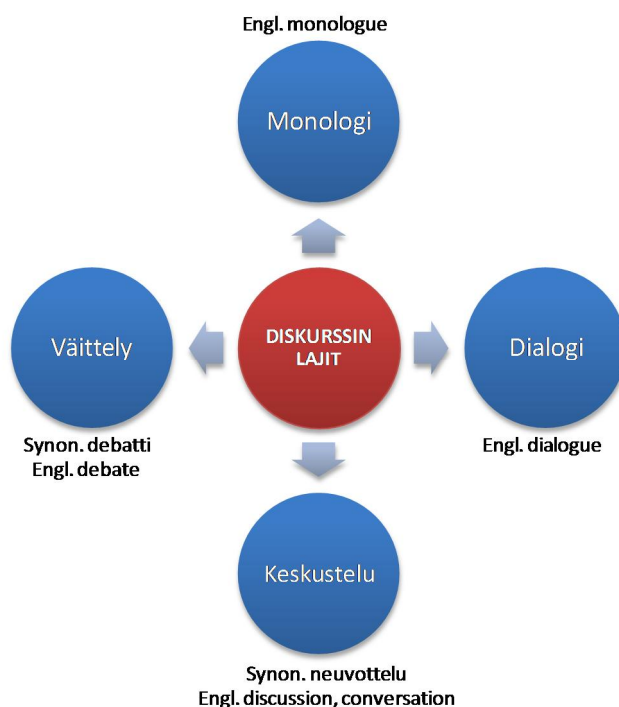 Engl. monologue
Monologi
Väittely
DISKURSSIN
LAJIT
Dialogi
Synon. debatti
Engl. debate
Engl. dialogue
Keskustelu
Synon. neuvottelu
Engl. discussion, conversation